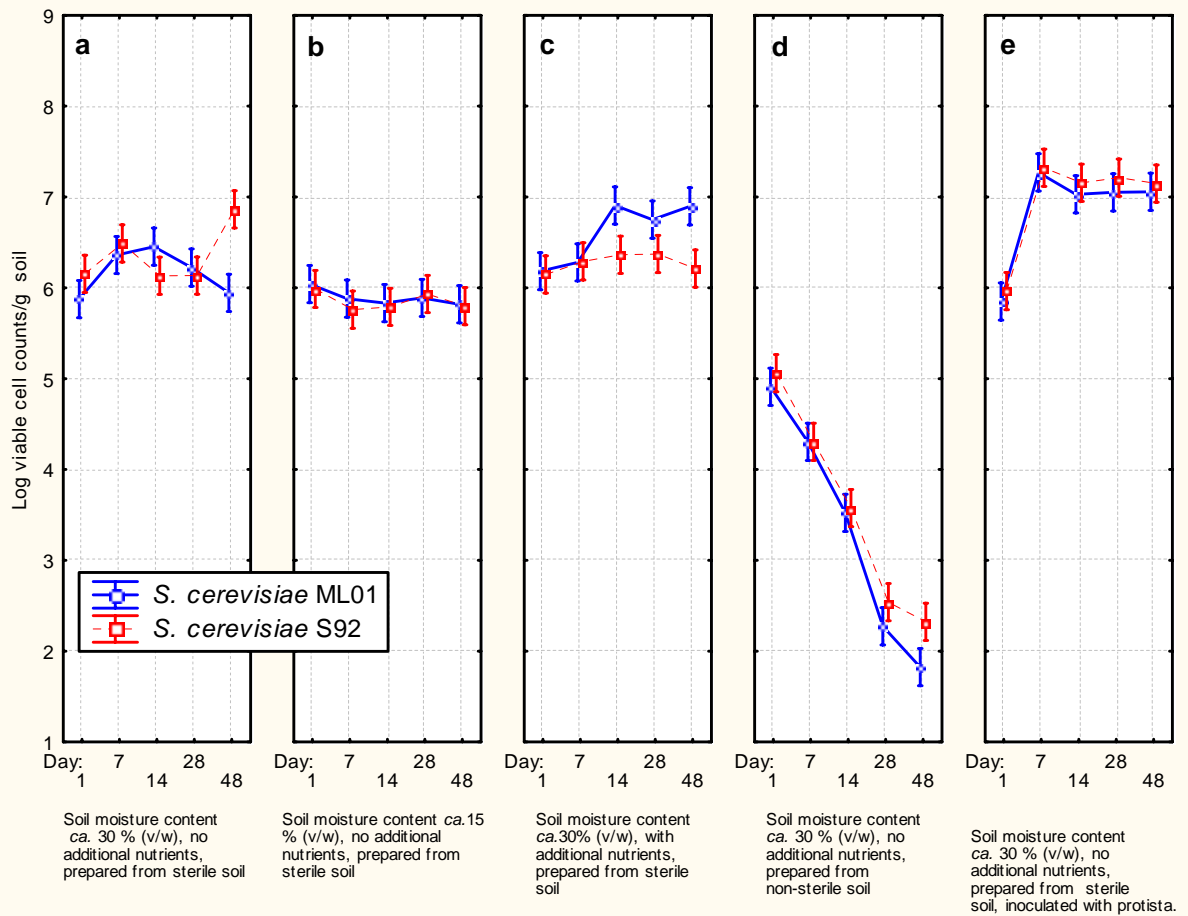 a
b
c
d
e
9
8
7
6
5
4
3
2
1
Log viable cell counts/g soil
S. cerevisiae ML01
S. cerevisiae S92
Day: 7 28
1 14 48
Day: 7 28
1 14 48
Day: 7 28
1 14 48
Day: 7 28
1 14 48
Day: 7 28
1 14 48
Soil moisture content
ca. 30 % (v/w), no
additional nutrients,
prepared from sterile soil
Soil moisture content ca.15
% (v/w), no additional
nutrients, prepared from
sterile soil
Soil moisture content
ca.30% (v/w), with
additional nutrients,
prepared from sterile
soil
Soil moisture content
ca. 30 % (v/w), no
additional nutrients,
prepared from
non-sterile soil
Soil moisture content
ca. 30 % (v/w), no
additional nutrients,
prepared from sterile
soil, inoculated with protista.